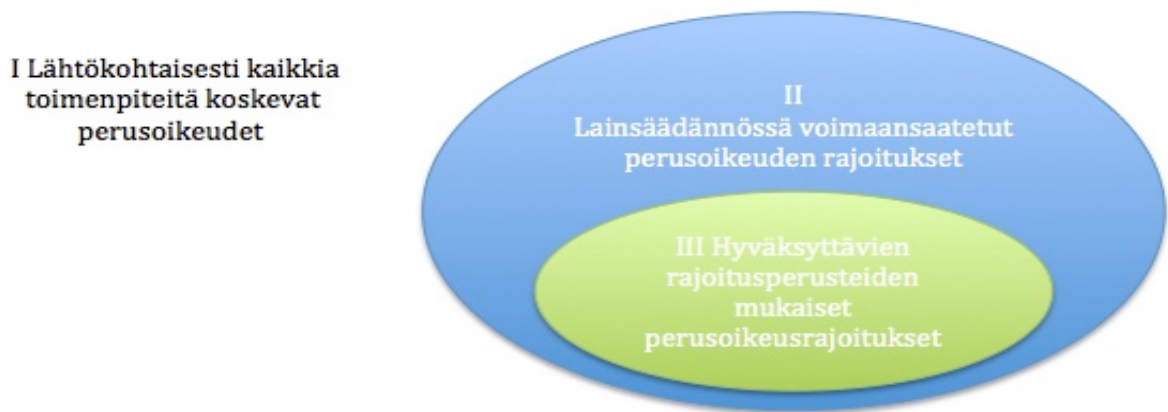 I Lähtökohtaisesti kaikkia
toimenpiteitä koskevat
perusoikeudet
II
Lainsäädännössä voimaansaatetut
perusoikeuden rajoitukset
III Hyväksyttävien
rajoitusperusteiden
mukaiset
perusoikeusrajoitukset